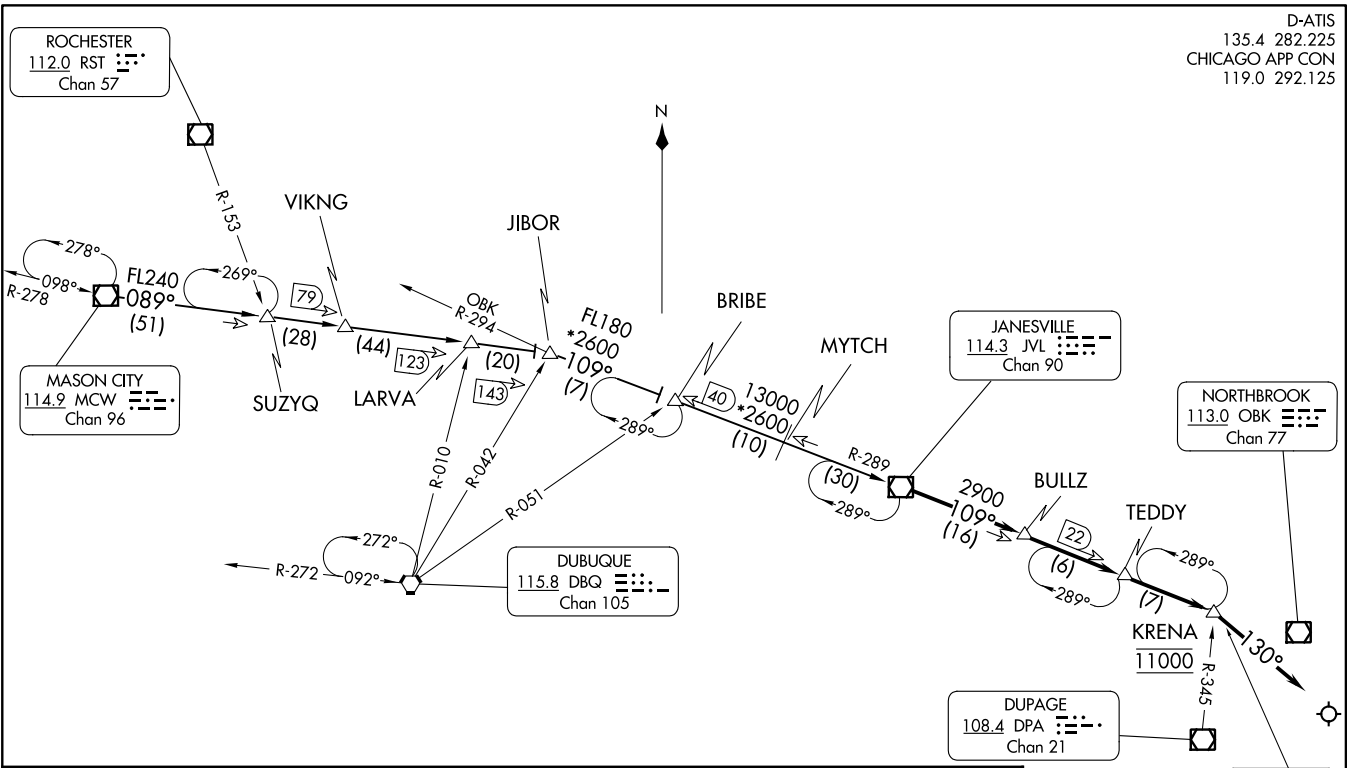 D-ATIS
135.4 282.225
CHICAGO APP CON
119.0 292.125
ROCHESTER
112.0 RST
Chan 57
N
R-153
VIKNG
JIBOR
278°
098°
R-278
FL240
089°
(51)
269°
79
(28)
(44)
123
OBK
R-294
(20)
143
FL180
*2600
109°
(7)
BRIBE
MYTCH
JANESVILLE
114.3 JVL
Chan 90
MASON CITY
114.9 MCW
Chan 96
SUZYQ
LARVA
289°
40
13000
*2600
(10)
R-289
(30)
289°
NORTHBROOK
113.0 OBK
Chan 77
R-010
R-042
R-051
2900
109°
(16)
BULLZ
TEDDY
22
(6)
289°
289°
(7)
272°
R-272
092°
DUBUQUE
115.8 DBQ
Chan 105
KRENA
11000
130°
R-345
DUPAGE
108.4 DPA
Chan 21